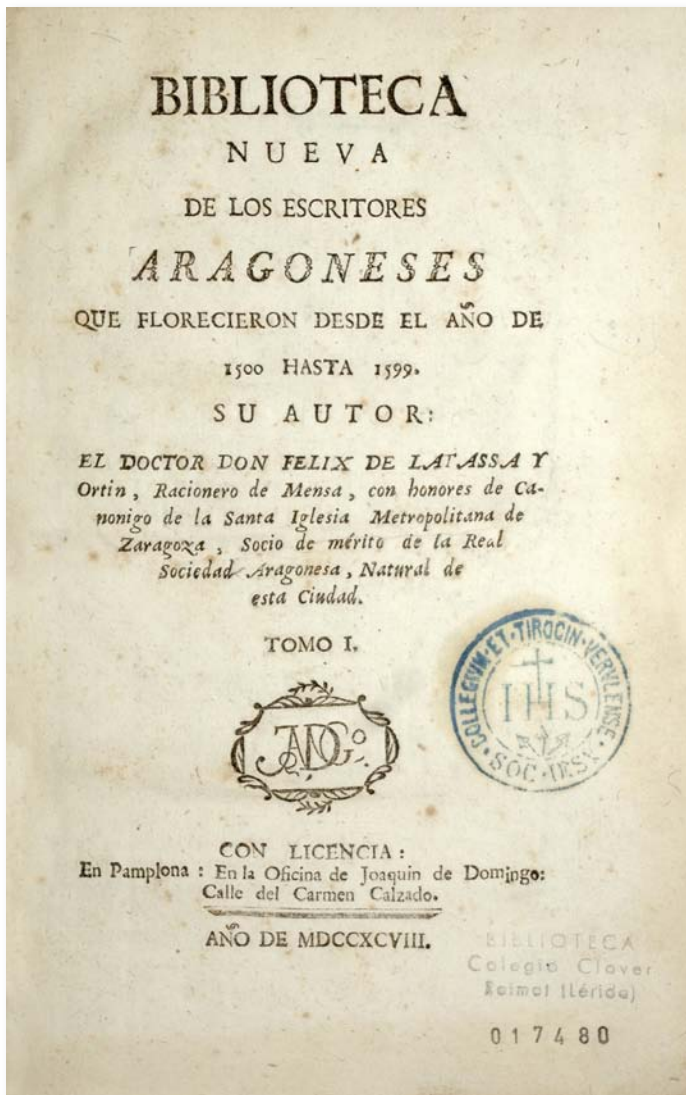 BIBLIOTECA
NUEVA
DE LOS ESCRITORES
ARAGONESES
QUE FLORECIERON DESDE EL AÑO DE
1500 HASTA 1599.
SU AUTOR:
EL DOCTOR DON FELIX DE LATASSA Y
Ortin, Racionero de Mensa, con honores de Ca-
nonigo de la Santa Iglesia Metropolitana de
Zaragoza, Socio de mérito de la Real
Sociedad Aragonesa, Natural de
esta Ciudad.
TOMO I.
COLLEGIVM·ET·TIROCIN·VERVLENSE·
IHS
SOC·IESV
CON LICENCIA:
En Pamplona: En la Oficina de Joaquin de Domingo:
Calle del Carmen Calzado.
AÑO DE MDCCXCVIII.
BIBLIOTECA
Colegio Claver
Raimat (Lérida)
017480